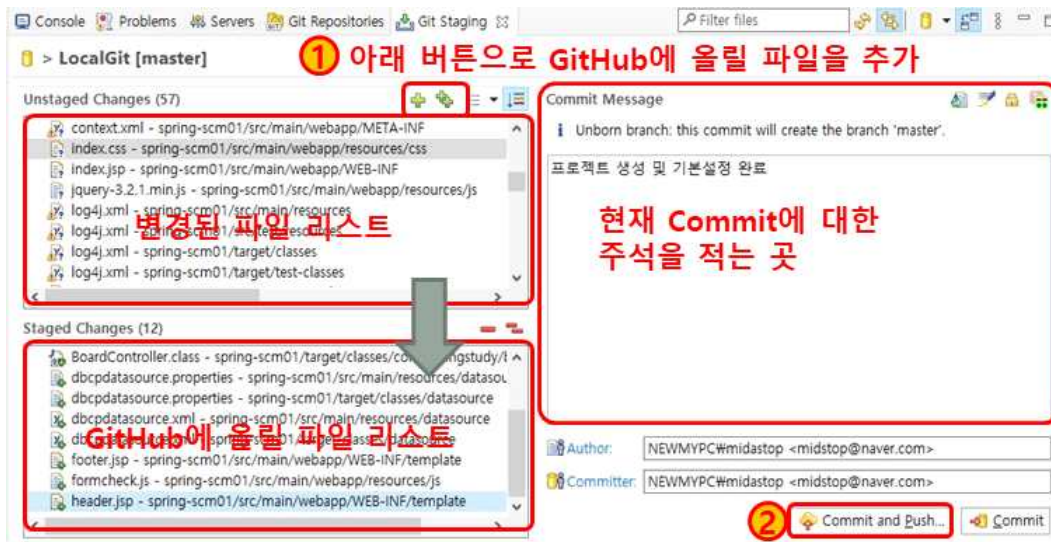 Console Problems Servers Git Repositories Git Staging
Filter files
> LocalGit [master]
1 아래 버튼으로 GitHub에 올릴 파일을 추가
Unstaged Changes (57)
context.xml - spring-scm01/src/main/webapp/META-INF
index.css - spring-scm01/src/main/webapp/resources/css
index.jsp - spring-scm01/src/main/webapp/WEB-INF
jquery-3.2.1.min.js - spring-scm01/src/main/webapp/resources/js
log4j.xml - spring-scm01/src/main/resources
log4j.xml - spring-scm01/src/test/resources
변경된 파일 리스트
log4j.xml - spring-scm01/target/classes
log4j.xml - spring-scm01/target/test-classes
Staged Changes (12)
BoardController.class - spring-scm01/target/classes/
dbcpdatasource.properties - spring-scm01/src/main/resources/datasou
dbcpdatasource.properties - spring-scm01/target/classes/datasource
dbcpdatasource.xml - spring-scm01/src/main/resources/datasource
GitHub에 올릴 파일 리스트
footer.jsp - spring-scm01/src/main/webapp/WEB-INF/template
formcheck.js - spring-scm01/src/main/webapp/resources/js
header.jsp - spring-scm01/src/main/webapp/WEB-INF/template
Commit Message
Unborn branch: this commit will create the branch 'master'.
프로젝트 생성 및 기본설정 완료
현재 Commit에 대한
주석을 적는 곳
Author: NEWMYPC₩midastop <midstop@naver.com>
Committer: NEWMYPC₩midastop <midstop@naver.com>
2 Commit and Push... Commit